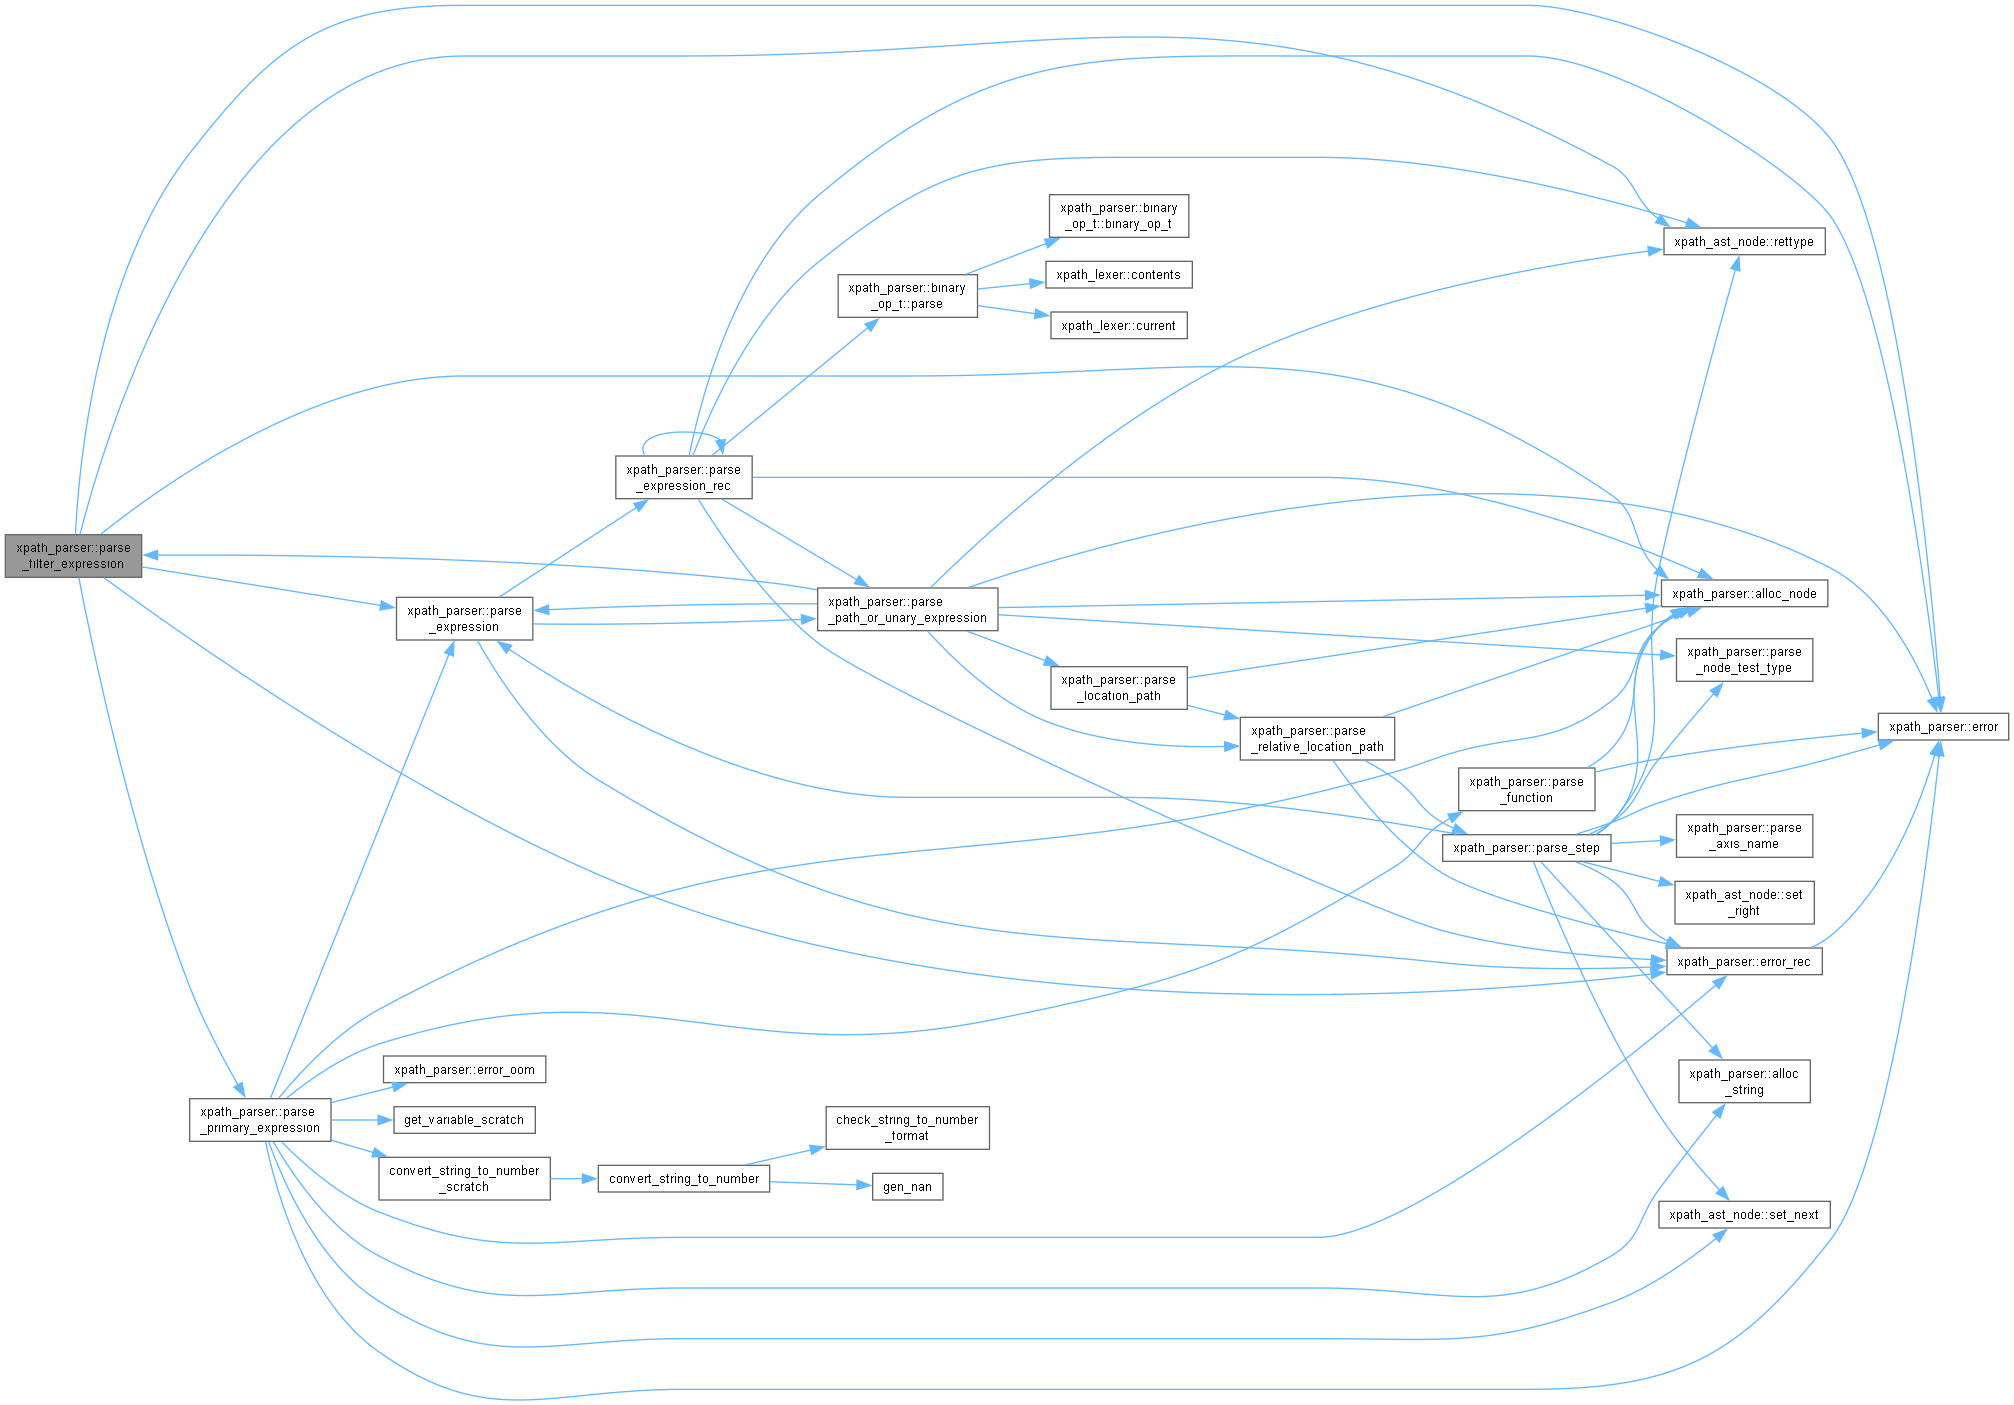 xpath_parser::parse
_filter_expression
xpath_parser::parse
_expression
xpath_parser::parse
_expression_rec
xpath_parser::binary
_op_t::parse
xpath_parser::binary
_op_t::binary_op_t
xpath_lexer::contents
xpath_lexer::current
xpath_ast_node::rettype
xpath_parser::parse
_path_or_unary_expression
xpath_parser::alloc_node
xpath_parser::parse
_node_test_type
xpath_parser::parse
_location_path
xpath_parser::parse
_relative_location_path
xpath_parser::error
xpath_parser::parse
_function
xpath_parser::parse_step
xpath_parser::parse
_axis_name
xpath_ast_node::set
_right
xpath_parser::error_rec
xpath_parser::alloc
_string
xpath_ast_node::set_next
xpath_parser::parse
_primary_expression
xpath_parser::error_oom
get_variable_scratch
convert_string_to_number
_scratch
convert_string_to_number
check_string_to_number
_format
gen_nan